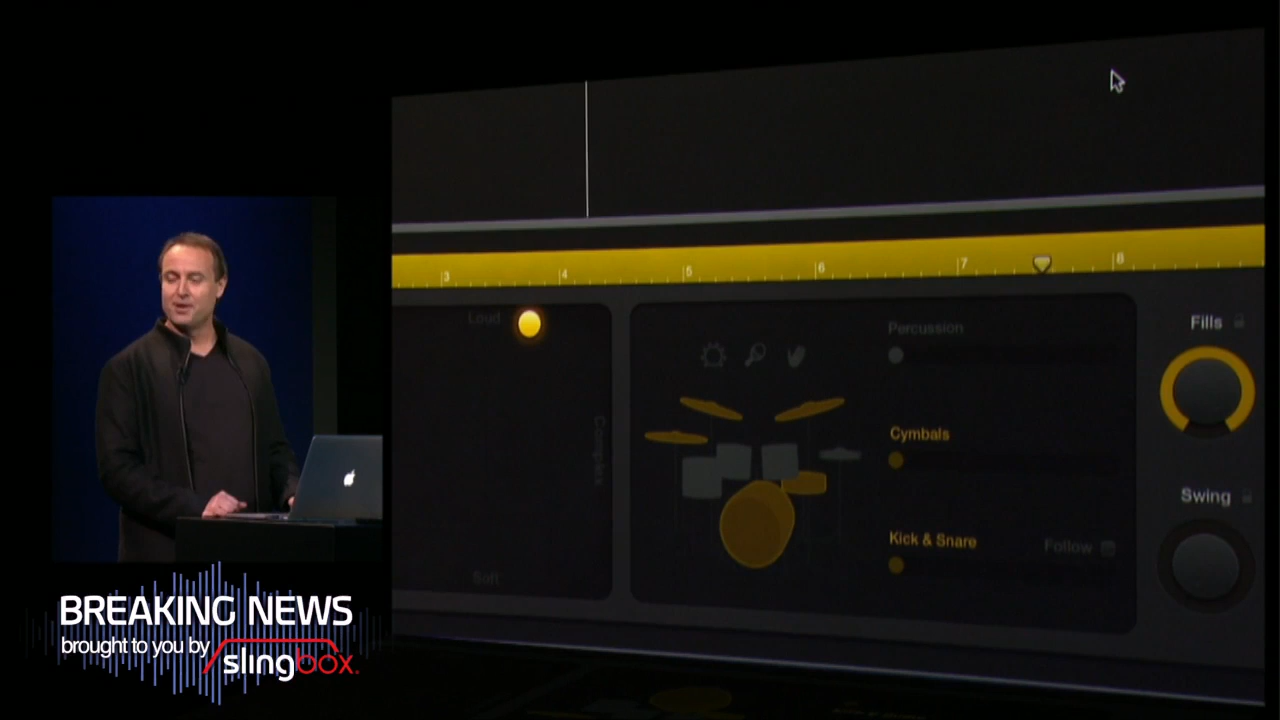 3
4
5
6
7
8
Loud
Complex
Soft
Percussion
Cymbals
Kick & Snare
Follow
Fills
Swing
BREAKING NEWS
brought to you by
slingbox.